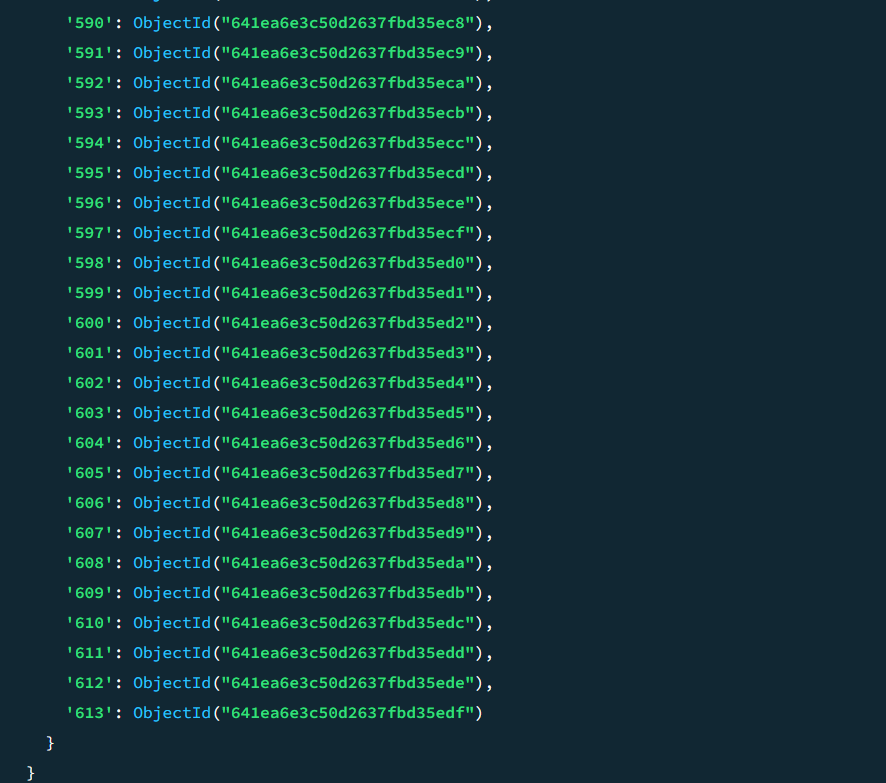 '590': ObjectId("641ea6e3c50d2637fbd35ec8"),
'591': ObjectId("641ea6e3c50d2637fbd35ec9"),
'592': ObjectId("641ea6e3c50d2637fbd35eca"),
'593': ObjectId("641ea6e3c50d2637fbd35ecb"),
'594': ObjectId("641ea6e3c50d2637fbd35ecc"),
'595': ObjectId("641ea6e3c50d2637fbd35ecd"),
'596': ObjectId("641ea6e3c50d2637fbd35ece"),
'597': ObjectId("641ea6e3c50d2637fbd35ecf"),
'598': ObjectId("641ea6e3c50d2637fbd35ed0"),
'599': ObjectId("641ea6e3c50d2637fbd35ed1"),
'600': ObjectId("641ea6e3c50d2637fbd35ed2"),
'601': ObjectId("641ea6e3c50d2637fbd35ed3"),
'602': ObjectId("641ea6e3c50d2637fbd35ed4"),
'603': ObjectId("641ea6e3c50d2637fbd35ed5"),
'604': ObjectId("641ea6e3c50d2637fbd35ed6"),
'605': ObjectId("641ea6e3c50d2637fbd35ed7"),
'606': ObjectId("641ea6e3c50d2637fbd35ed8"),
'607': ObjectId("641ea6e3c50d2637fbd35ed9"),
'608': ObjectId("641ea6e3c50d2637fbd35eda"),
'609': ObjectId("641ea6e3c50d2637fbd35edb"),
'610': ObjectId("641ea6e3c50d2637fbd35edc"),
'611': ObjectId("641ea6e3c50d2637fbd35edd"),
'612': ObjectId("641ea6e3c50d2637fbd35ede"),
'613': ObjectId("641ea6e3c50d2637fbd35edf")
}
}